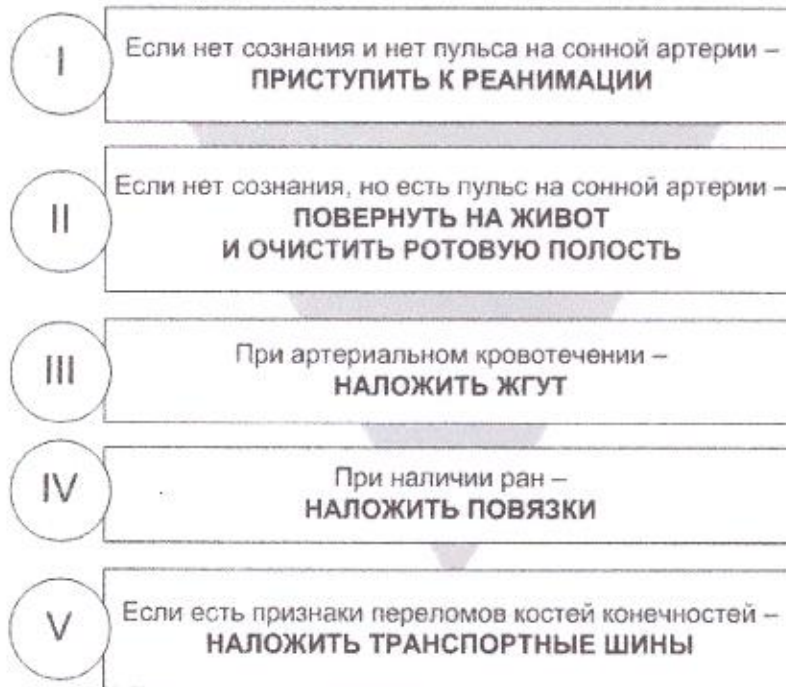 I
Если нет сознания и нет пульса на сонной артерии –
ПРИСТУПИТЬ К РЕАНИМАЦИИ
II
Если нет сознания, но есть пульс на сонной артерии –
ПОВЕРНУТЬ НА ЖИВОТ
И ОЧИСТИТЬ РОТОВУЮ ПОЛОСТЬ
III
При артериальном кровотечении –
НАЛОЖИТЬ ЖГУТ
IV
При наличии ран –
НАЛОЖИТЬ ПОВЯЗКИ
V
Если есть признаки переломов костей конечностей –
НАЛОЖИТЬ ТРАНСПОРТНЫЕ ШИНЫ